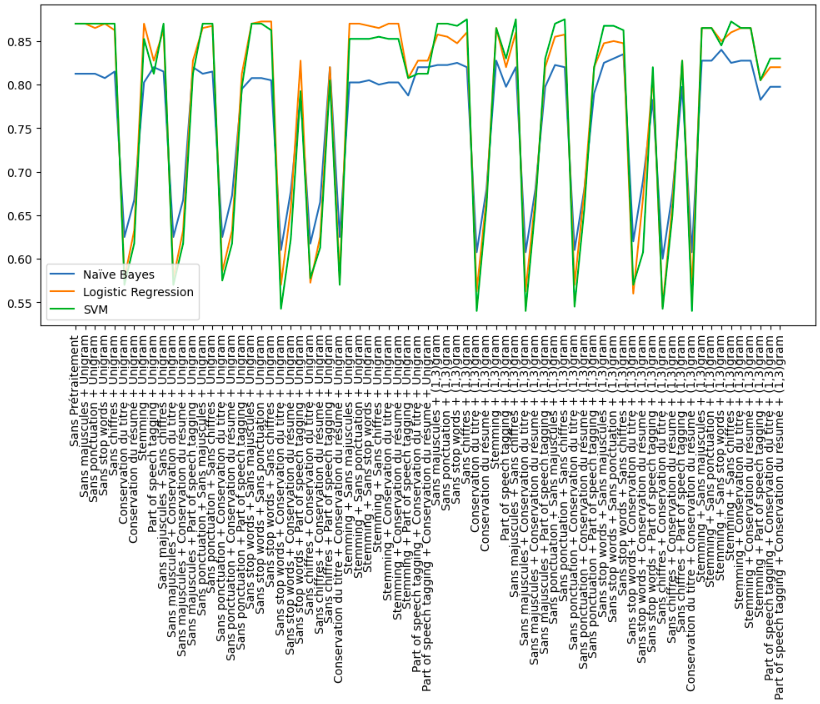 0.85
0.80
0.75
0.70
0.65
0.60
0.55
Naïve Bayes
Logistic Regression
SVM
Sans Prétraitement
Sans majuscules + Unigram
Sans ponctuation + Unigram
Sans stop words + Unigram
Sans chiffres + Unigram
Conservation du titre + Unigram
Conservation du résumé + Unigram
Stemming + Unigram
Part of speech tagging + Unigram
Sans majuscules + Sans chiffres + Unigram
Sans majuscules + Conservation du titre + Unigram
Sans majuscules + Conservation du résumé + Unigram
Sans majuscules + Part of speech tagging + Unigram
Sans ponctuation + Sans majuscules + Unigram
Sans ponctuation + Sans chiffres + Unigram
Sans ponctuation + Conservation du titre + Unigram
Sans ponctuation + Conservation du résumé + Unigram
Sans ponctuation + Part of speech tagging + Unigram
Sans stop words + Sans majuscules + Unigram
Sans stop words + Sans ponctuation + Unigram
Sans stop words + Sans chiffres + Unigram
Sans stop words + Conservation du titre + Unigram
Sans stop words + Conservation du résumé + Unigram
Sans stop words + Part of speech tagging + Unigram
Sans chiffres + Conservation du titre + Unigram
Sans chiffres + Conservation du résumé + Unigram
Sans chiffres + Part of speech tagging + Unigram
Conservation du titre + Conservation du résumé + Unigram
Stemming + Sans majuscules + Unigram
Stemming + Sans ponctuation + Unigram
Stemming + Sans stop words + Unigram
Stemming + Sans chiffres + Unigram
Stemming + Conservation du titre + Unigram
Stemming + Conservation du résumé + Unigram
Stemming + Part of speech tagging + Unigram
Part of speech tagging + Conservation du titre + Unigram
Part of speech tagging + Conservation du résumé + Unigram
Sans majuscules + (1,3)gram
Sans ponctuation + (1,3)gram
Sans stop words + (1,3)gram
Sans chiffres + (1,3)gram
Conservation du titre + (1,3)gram
Conservation du résumé + (1,3)gram
Stemming + (1,3)gram
Part of speech tagging + (1,3)gram
Sans majuscules + Sans chiffres + (1,3)gram
Sans majuscules + Conservation du titre + (1,3)gram
Sans majuscules + Conservation du résumé + (1,3)gram
Sans majuscules + Part of speech tagging + (1,3)gram
Sans ponctuation + Sans majuscules + (1,3)gram
Sans ponctuation + Sans chiffres + (1,3)gram
Sans ponctuation + Conservation du titre + (1,3)gram
Sans ponctuation + Conservation du résumé + (1,3)gram
Sans ponctuation + Part of speech tagging + (1,3)gram
Sans stop words + Sans majuscules + (1,3)gram
Sans stop words + Sans ponctuation + (1,3)gram
Sans stop words + Sans chiffres + (1,3)gram
Sans stop words + Conservation du titre + (1,3)gram
Sans stop words + Conservation du résumé + (1,3)gram
Sans stop words + Part of speech tagging + (1,3)gram
Sans chiffres + Conservation du titre + (1,3)gram
Sans chiffres + Conservation du résumé + (1,3)gram
Sans chiffres + Part of speech tagging + (1,3)gram
Conservation du titre + Conservation du résumé + (1,3)gram
Stemming + Sans majuscules + (1,3)gram
Stemming + Sans ponctuation + (1,3)gram
Stemming + Sans stop words + (1,3)gram
Stemming + Sans chiffres + (1,3)gram
Stemming + Conservation du titre + (1,3)gram
Stemming + Conservation du résumé + (1,3)gram
Stemming + Part of speech tagging + (1,3)gram
Part of speech tagging + Conservation du titre + (1,3)gram
Part of speech tagging + Conservation du résumé + (1,3)gram